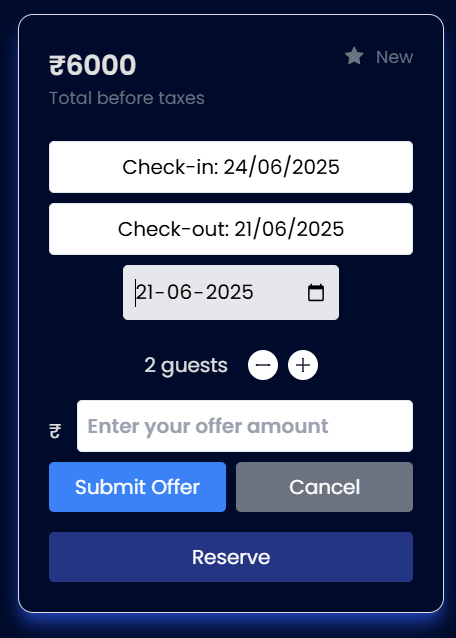 ₹6000
New
Total before taxes
Check-in: 24/06/2025
Check-out: 21/06/2025
21-06-2025
2 guests
₹ Enter your offer amount
Submit Offer
Cancel
Reserve